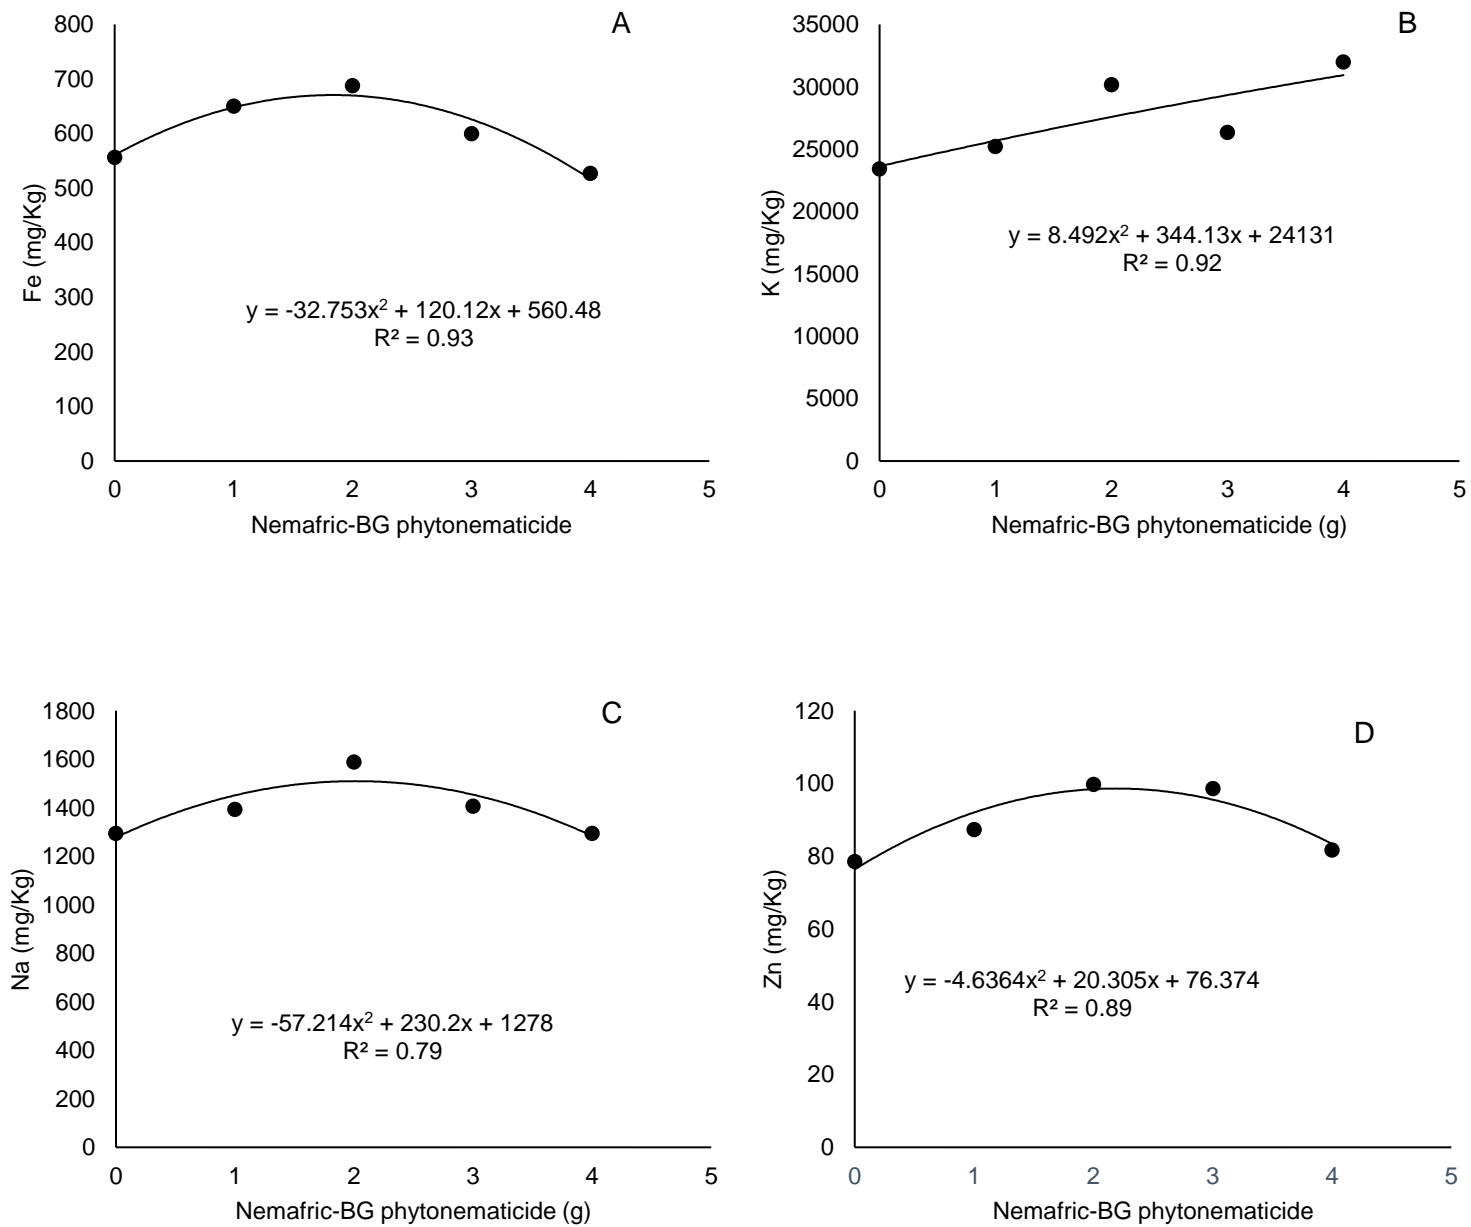 A
800
700
600
500
400
300
200
100
0
Fe (mg/Kg)
y = -32.753x² + 120.12x + 560.48
R² = 0.93
0 1 2 3 4 5
Nemafric-BG phytonematicide
B
35000
30000
25000
20000
15000
10000
5000
0
K (mg/Kg)
y = 8.492x² + 344.13x + 24131
R² = 0.92
0 1 2 3 4 5
Nemafric-BG phytonematicide (g)
C
1800
1600
1400
1200
1000
800
600
400
200
0
Na (mg/Kg)
y = -57.214x² + 230.2x + 1278
R² = 0.79
0 1 2 3 4 5
Nemafric-BG phytonematicide (g)
D
120
100
80
60
40
20
0
Zn (mg/Kg)
y = -4.6364x² + 20.305x + 76.374
R² = 0.89
0 1 2 3 4 5
Nemafric-BG phytonematicide